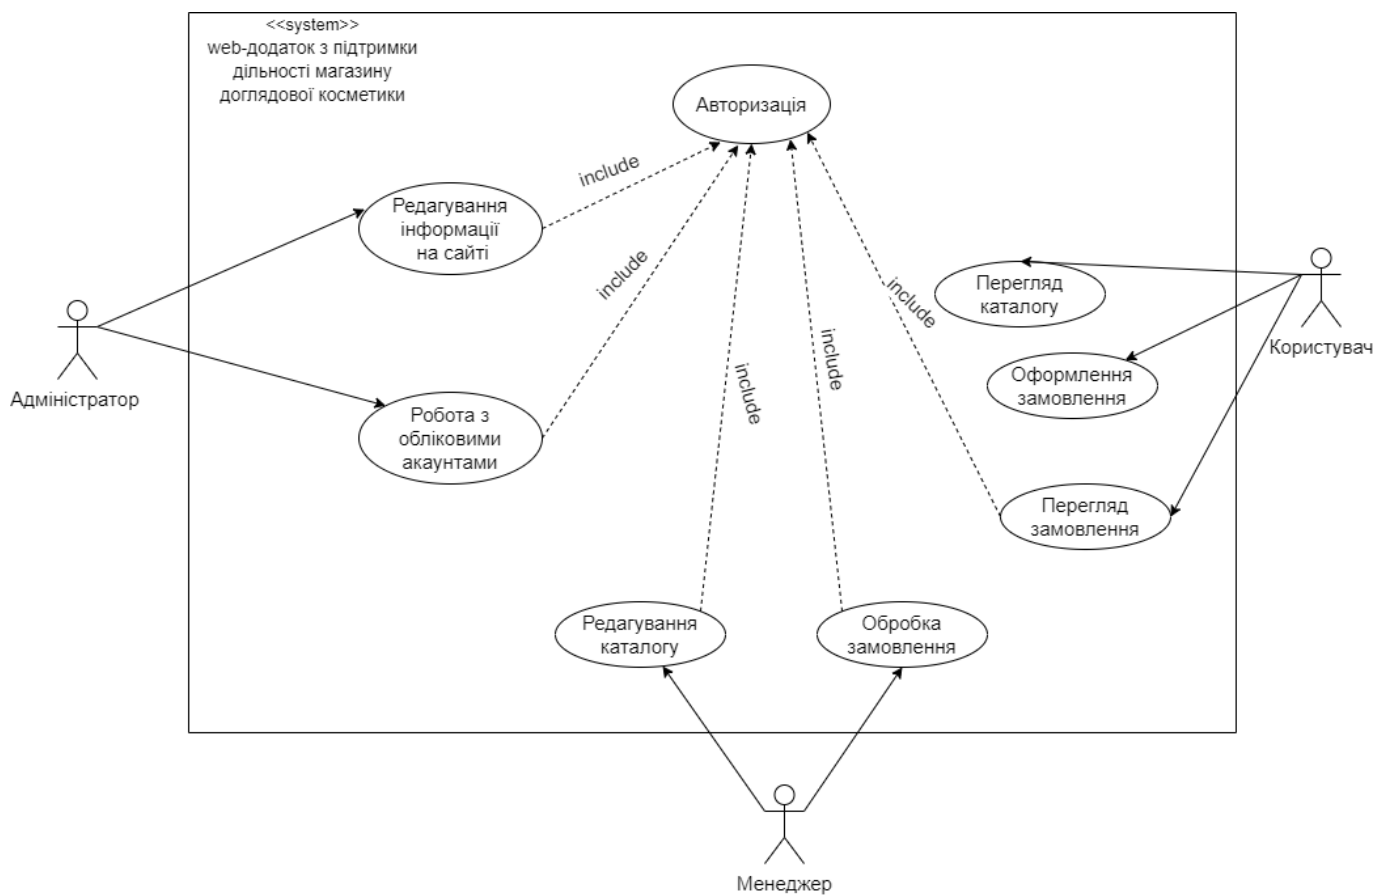 <<system>>
web-додаток з підтримки
дільності магазину
доглядової косметики
Авторизація
include
Редагування
інформації
на сайті
include
Перегляд
каталогу
include
Користувач
Адміністратор
include
include
Оформлення
замовлення
Робота з
обліковими
акаунтами
Перегляд
замовлення
Редагування
каталогу
Обробка
замовлення
Менеджер